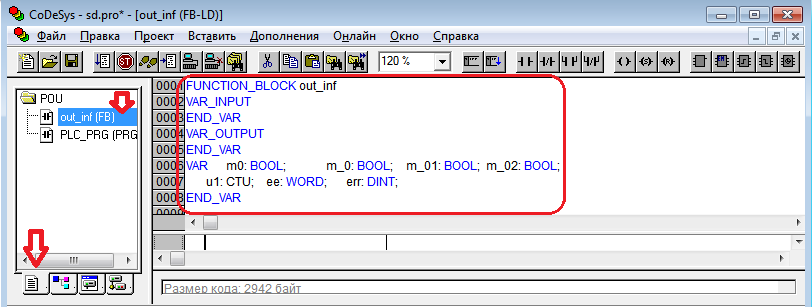 CoDeSys - sd.pro* - [out_inf (FB-LD)]
Файл Правка Проект Вставить Дополнения Онлайн Окно Справка
120 %
POU
out_inf (FB)
PLC_PRG (PRG
0001 FUNCTION_BLOCK out_inf
0002 VAR_INPUT
0003 END_VAR
0004 VAR_OUTPUT
0005 END_VAR
0006 VAR m0: BOOL; m_0: BOOL; m_01: BOOL; m_02: BOOL;
0007 u1: CTU; ee: WORD; err: DINT;
0008 END_VAR
0009
Размер кода: 2942 байт